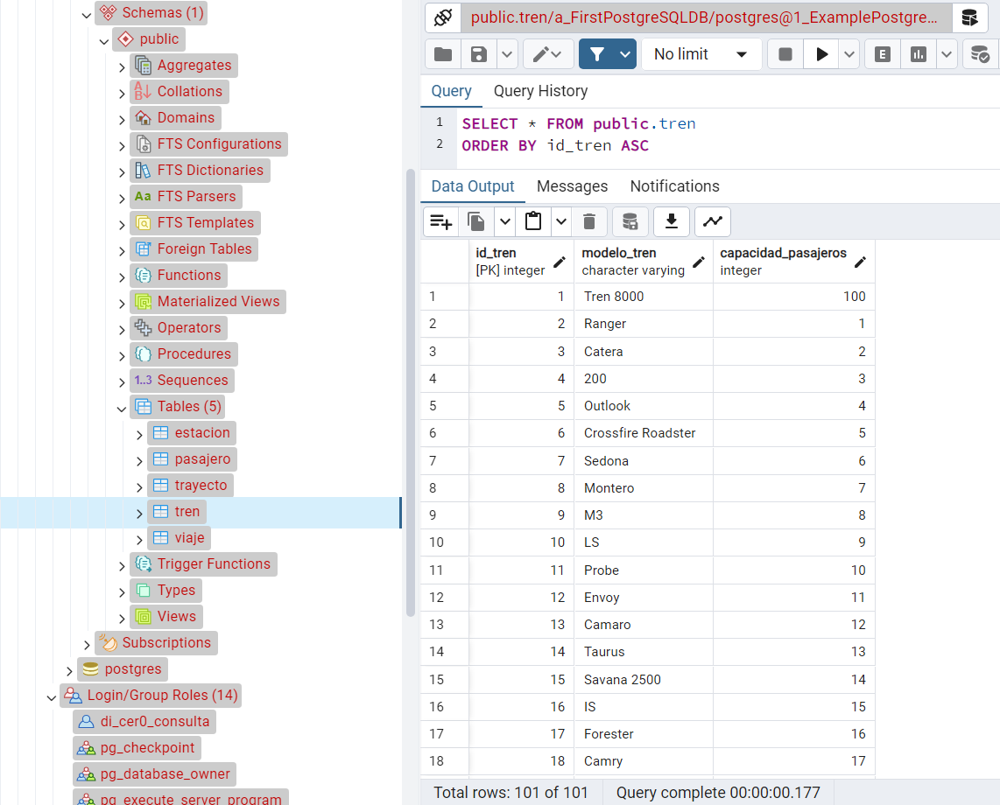 Schemas (1)
public
Aggregates
Collations
Domains
FTS Configurations
FTS Dictionaries
Aa FTS Parsers
FTS Templates
Foreign Tables
Functions
Materialized Views
Operators
Procedures
1..3 Sequences
Tables (5)
estacion
pasajero
trayecto
tren
viaje
Trigger Functions
Types
Views
Subscriptions
postgres
Login/Group Roles (14)
di_cer0_consulta
pg_checkpoint
pg_database_owner
pg_execute_server_program
public.tren/a_FirstPostgreSQLDB/postgres@1_ExamplePostgre...
No limit
E
Query Query History
1 SELECT * FROM public.tren
2 ORDER BY id_tren ASC
Data Output Messages Notifications
id_tren modelo_tren capacidad_pasajeros
[PK] integer character varying integer
1 1 Tren 8000 100
2 2 Ranger 1
3 3 Catera 2
4 4 200 3
5 5 Outlook 4
6 6 Crossfire Roadster 5
7 7 Sedona 6
8 8 Montero 7
9 9 M3 8
10 10 LS 9
11 11 Probe 10
12 12 Envoy 11
13 13 Camaro 12
14 14 Taurus 13
15 15 Savana 2500 14
16 16 IS 15
17 17 Forester 16
18 18 Camry 17
Total rows: 101 of 101 Query complete 00:00:00.177